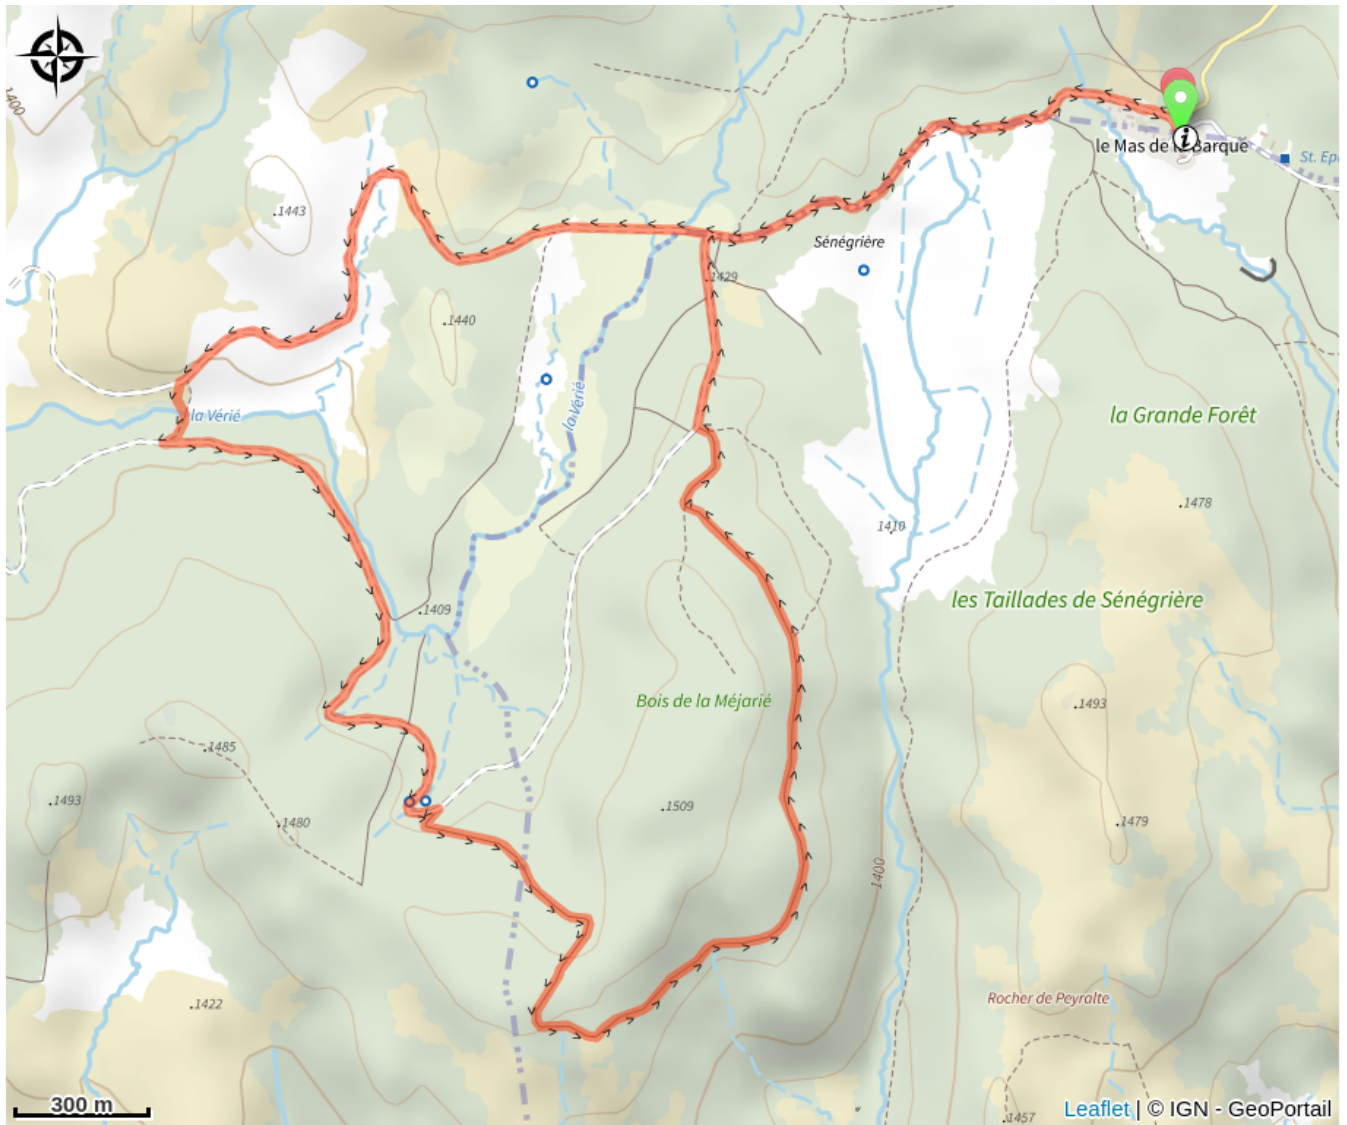 1400
le Mas de la Barque
St. Ep
.1443
Sénégrière
.1429
.1440
la Vérié
la Vérié
la Grande Forêt
.1478
1410
les Taillades de Sénégrière
.1409
Bois de la Méjarié
.1493
.1485
.1493
.1509
.1480
.1479
1400
Rocher de Peyralte
.1422
300 m
.1457
Leaflet | © IGN - GeoPortail